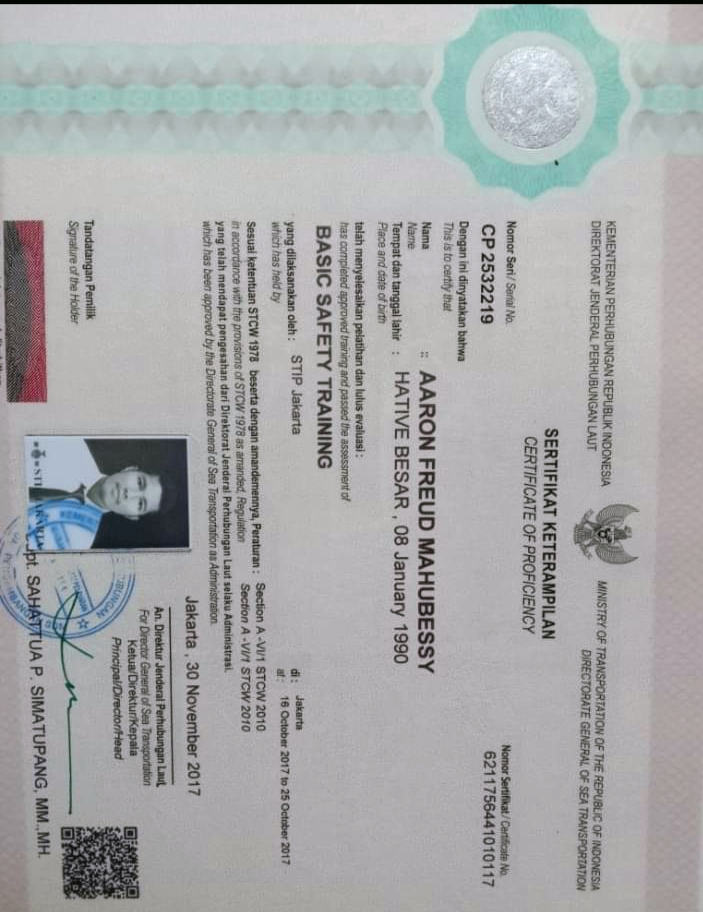 KEMENTERIAN PERHUBUNGAN REPUBLIK INDONESIA
DIREKTORAT JENDERAL PERHUBUNGAN LAUT
MINISTRY OF TRANSPORTATION OF THE REPUBLIC OF INDONESIA
DIRECTORATE GENERAL OF SEA TRANSPORTATION
SERTIFIKAT KETERAMPILAN
CERTIFICATE OF PROFICIENCY
Nomor Seri / Serial No.
CP 2532219
Nomor Sertifikat / Certificate No.
6211756441010117
Dengan ini dinyatakan bahwa
This is to certify that
Nama : AARON FREUD MAHUBESSY
Name
Tempat dan tanggal lahir : HATIVE BESAR , 08 January 1990
Place and date of birth
telah menyelesaikan pelatihan dan lulus evaluasi :
has completed approved training and passed the assessment of
BASIC SAFETY TRAINING
yang dilaksanakan oleh : STIP Jakarta di : Jakarta
which has held by at : 16 October 2017 to 25 October 2017
Sesuai ketentuan STCW 1978 beserta dengan amandemennya, Peraturan : Section A -VI/1 STCW 2010
in accordance with the provisions of STCW 1978 as amanded, Regulation Section A -VI/1 STCW 2010
yang telah mendapat pengesahan dari Direktorat Jenderal Perhubungan Laut selaku Administrasi.
which has been approved by the Directorate General of Sea Transportation as Administration.
Jakarta , 30 November 2017
An. Direktur Jenderal Perhubungan Laut,
For Director General of Sea Transportation
Ketua/Direktur/Kepala
Principal/Director/Head
Tandatangan Pemilik
Signature of the Holder
SAHATTUA P. SIMATUPANG, MM.,MH.